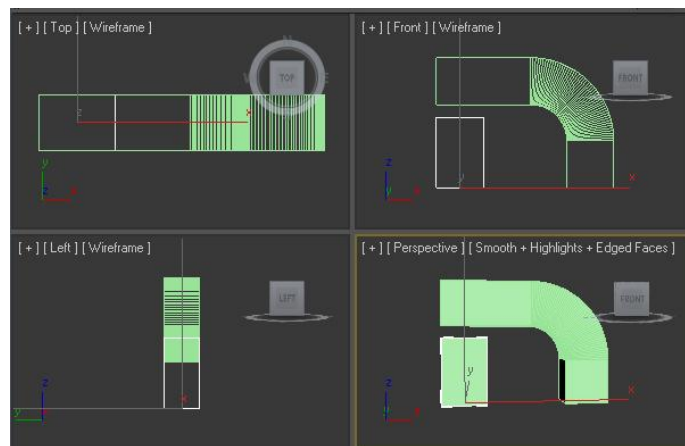 [ + ] [ Top ] [ Wireframe ]
N
W
TOP
E
z
x
y
z
x
[ + ] [ Front ] [ Wireframe ]
FRONT
y
x
z
y
x
[ + ] [ Left ] [ Wireframe ]
LEFT
z
x
y
[ + ] [ Perspective ] [ Smooth + Highlights + Edged Faces ]
FRONT
y
x
z
y
x